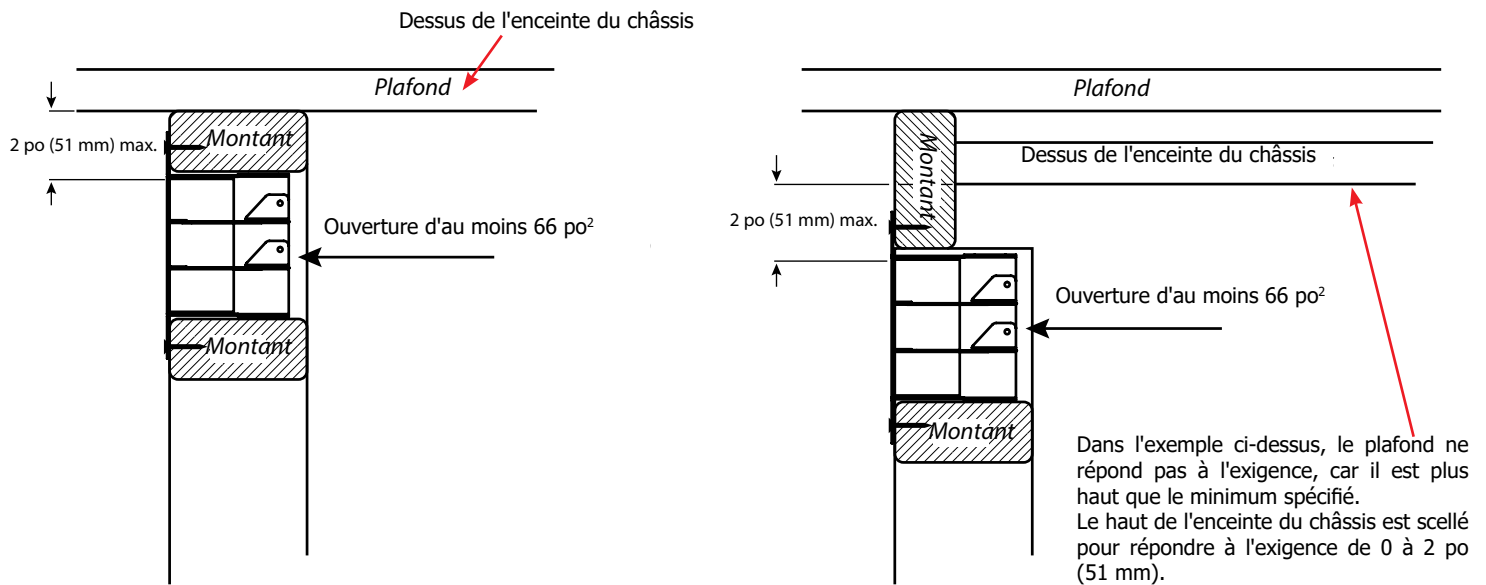 Dessus de l'enceinte du châssis
Plafond
2 po (51 mm) max.
Montant
Ouverture d'au moins 66 po²
Montant
Plafond
Montant
Dessus de l'enceinte du châssis
2 po (51 mm) max.
Ouverture d'au moins 66 po²
Montant
Dans l'exemple ci-dessus, le plafond ne
répond pas à l'exigence, car il est plus
haut que le minimum spécifié.
Le haut de l'enceinte du châssis est scellé
pour répondre à l'exigence de 0 à 2 po
(51 mm).